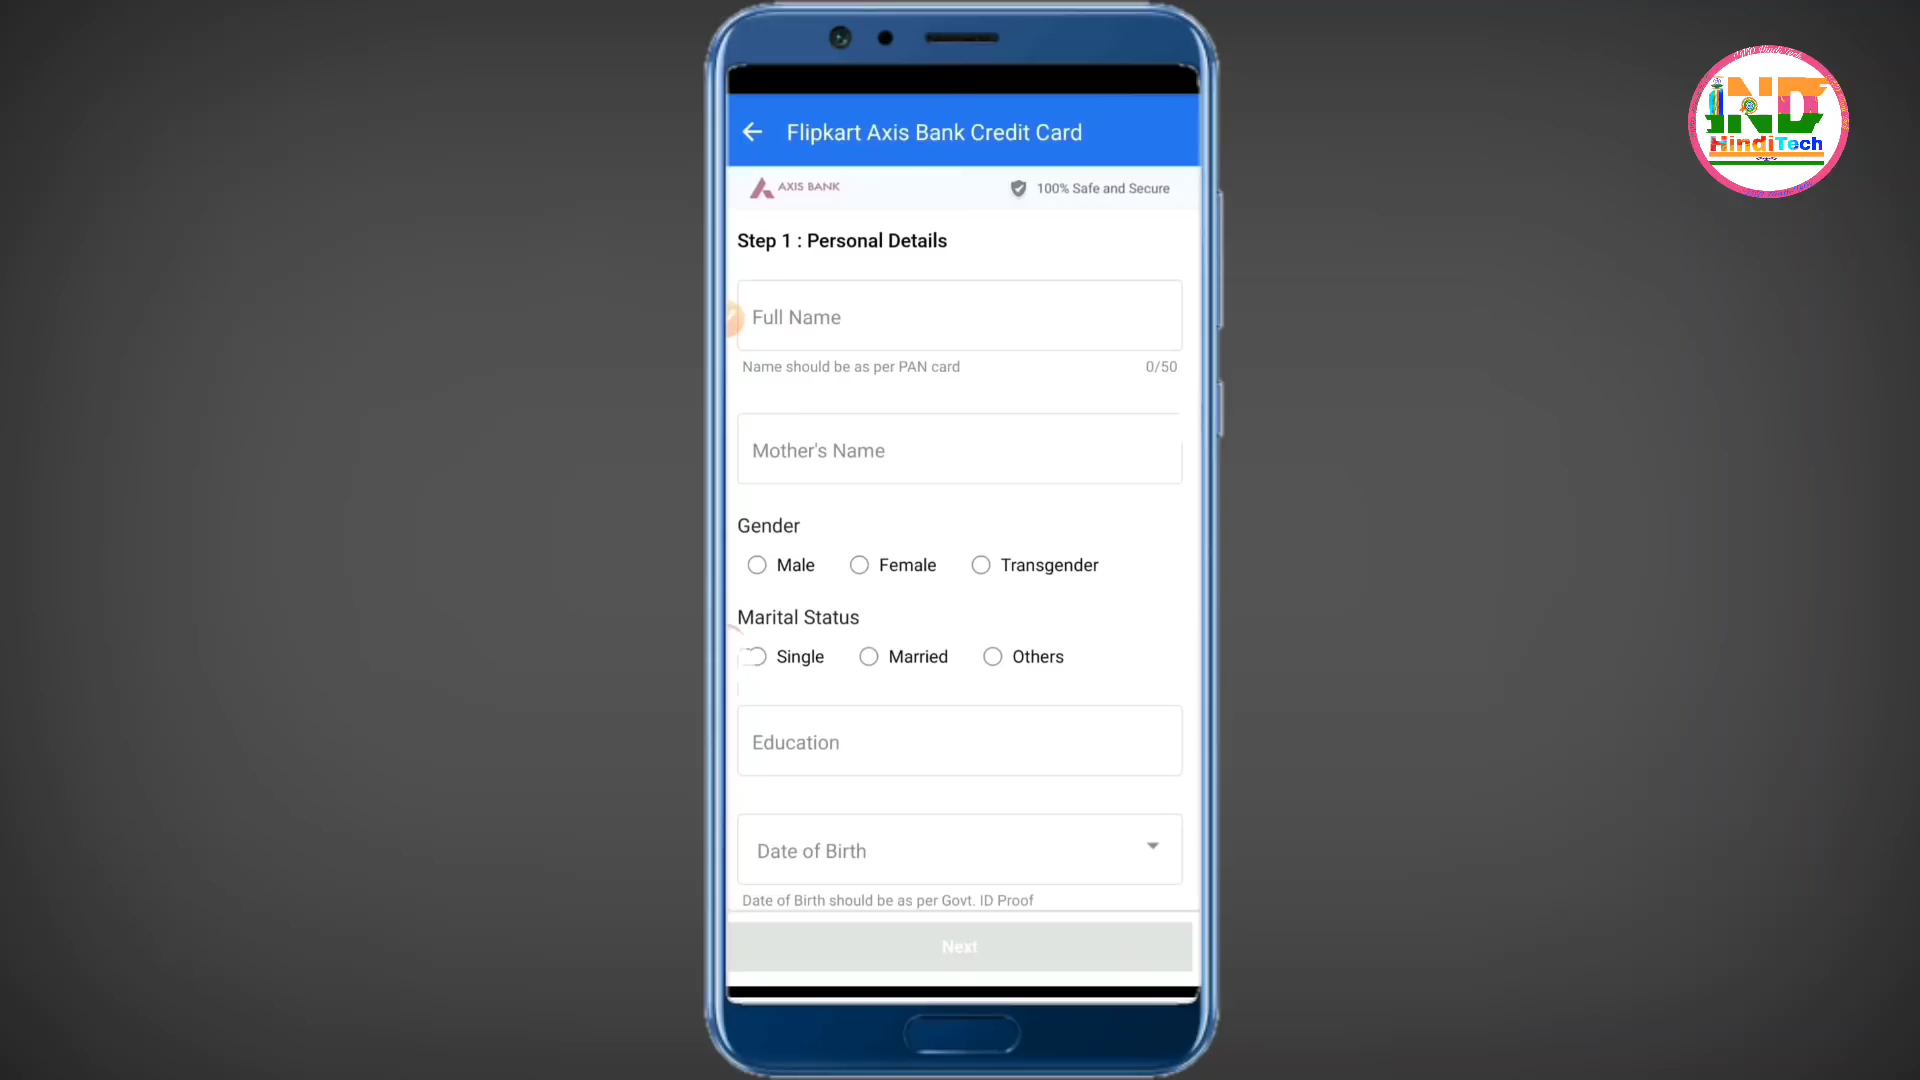 IND
HindiTech
Flipkart Axis Bank Credit Card
AXIS BANK
100% Safe and Secure
Step 1 : Personal Details
Full Name
Name should be as per PAN card
0/50
Mother's Name
Gender
Male
Female
Transgender
Marital Status
Single
Married
Others
Education
Date of Birth
Date of Birth should be as per Govt. ID Proof
Next